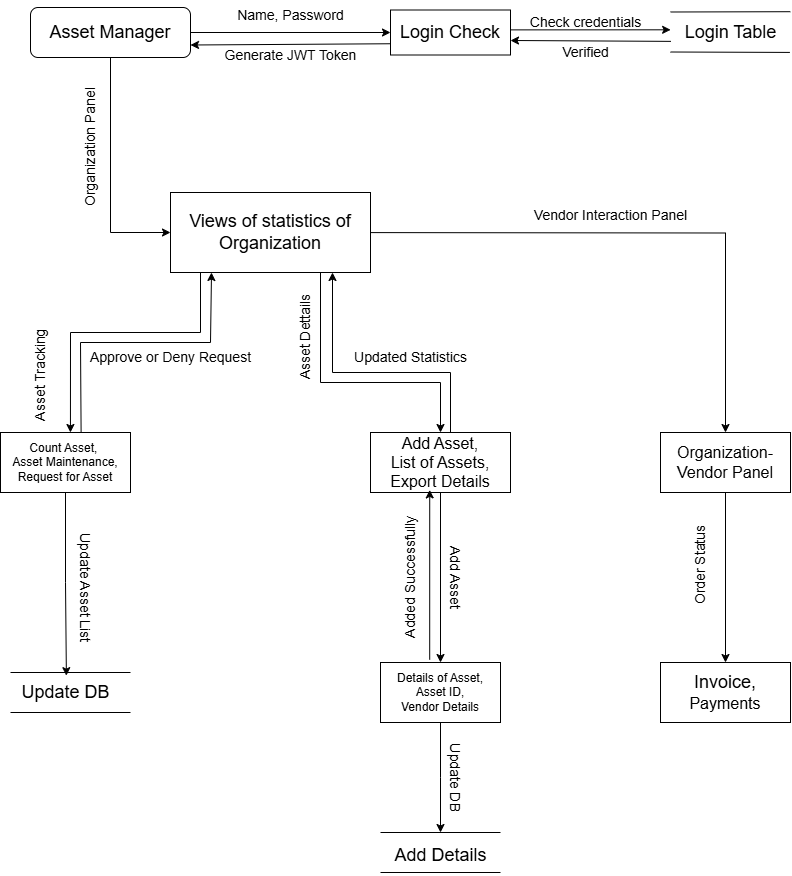 Name, Password
Asset Manager
Login Check
Check credentials
Login Table
Generate JWT Token
Verified
Organization Panel
Views of statistics of
Organization
Vendor Interaction Panel
Asset Tracking
Approve or Deny Request
Asset Dettails
Updated Statistics
Count Asset,
Asset Maintenance,
Request for Asset
Add Asset,
List of Assets,
Export Details
Organization-
Vendor Panel
Update Asset List
Added Successfully
Add Asset
Order Status
Update DB
Details of Asset,
Asset ID,
Vendor Details
Invoice,
Payments
Update DB
Add Details